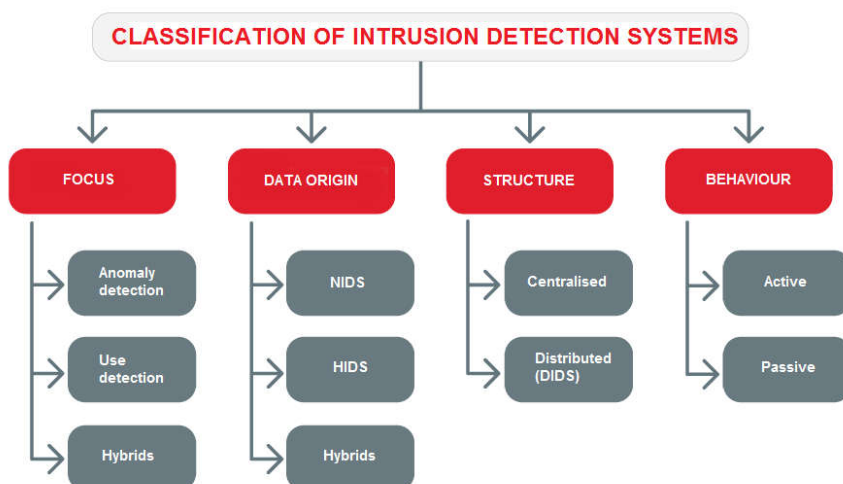 CLASSIFICATION OF INTRUSION DETECTION SYSTEMS
FOCUS
DATA ORIGIN
STRUCTURE
BEHAVIOUR
Anomaly
detection
NIDS
Centralised
Active
Use
detection
HIDS
Distributed
(DIDS)
Passive
Hybrids
Hybrids